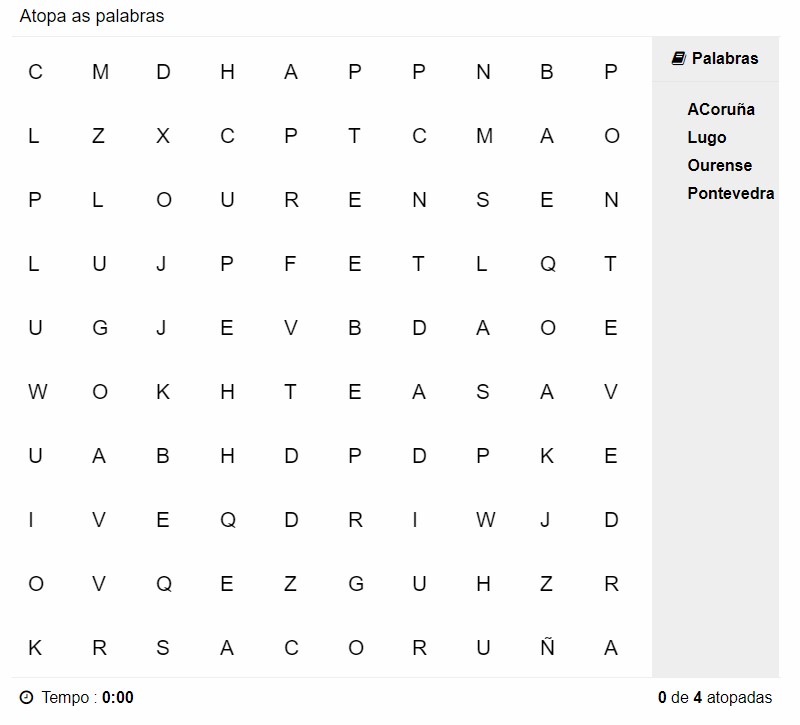 Atopa as palabras
C M D H A P P N B P
L Z X C P T C M A O
P L O U R E N S E N
L U J P F E T L Q T
U G J E V B D A O E
W O K H T E A S A V
U A B H D P D P K E
I V E Q D R I W J D
O V Q E Z G U H Z R
K R S A C O R U Ñ A
Palabras
ACoruña
Lugo
Ourense
Pontevedra
Tempo : 0:00
0 de 4 atopadas